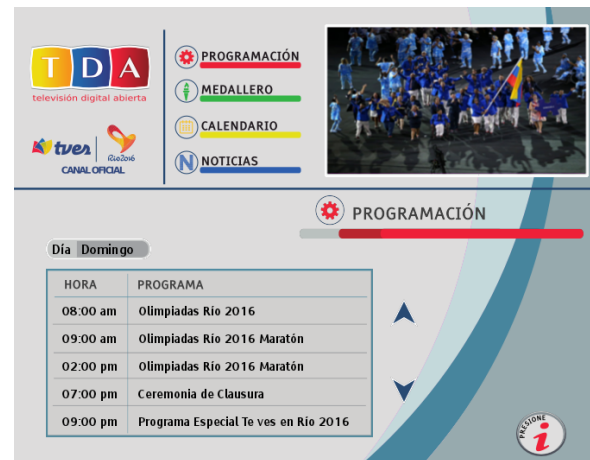 TDA
televisión digital abierta
tves
Río2016
CANAL OFICIAL
PROGRAMACIÓN
MEDALLERO
CALENDARIO
N NOTICIAS
PROGRAMACIÓN
Día Domingo
HORA PROGRAMA
08:00 am Olimpiadas Río 2016
09:00 am Olimpiadas Río 2016 Maratón
02:00 pm Olimpiadas Río 2016 Maratón
07:00 pm Ceremonia de Clausura
09:00 pm Programa Especial Te ves en Río 2016
PRESIONE
i